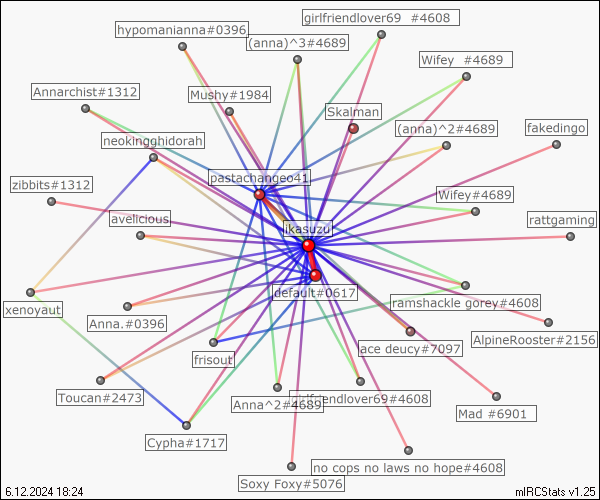 girlfriendlover69 #4608
hypomanianna#0396
(anna)^3#4689
Wifey #4689
Annarchist#1312
Mushy#1984
Skalman
(anna)^2#4689
fakedingo
neokingghidorah
pastachangeo41
zibbits#1312
Wifey#4689
avelicious
ikasuzu
rattgaming
default#0617
ramshackle gorey#4608
xenoyaut
Anna.#0396
AlpineRooster#2156
frisout
ace deucy#7097
Toucan#2473
Anna^2#4689
girlfriendlover69#4608
Mad #6901
Cypha#1717
no cops no laws no hope#4608
Soxy Foxy#5076
6.12.2024 18:24
mIRCStats v1.25